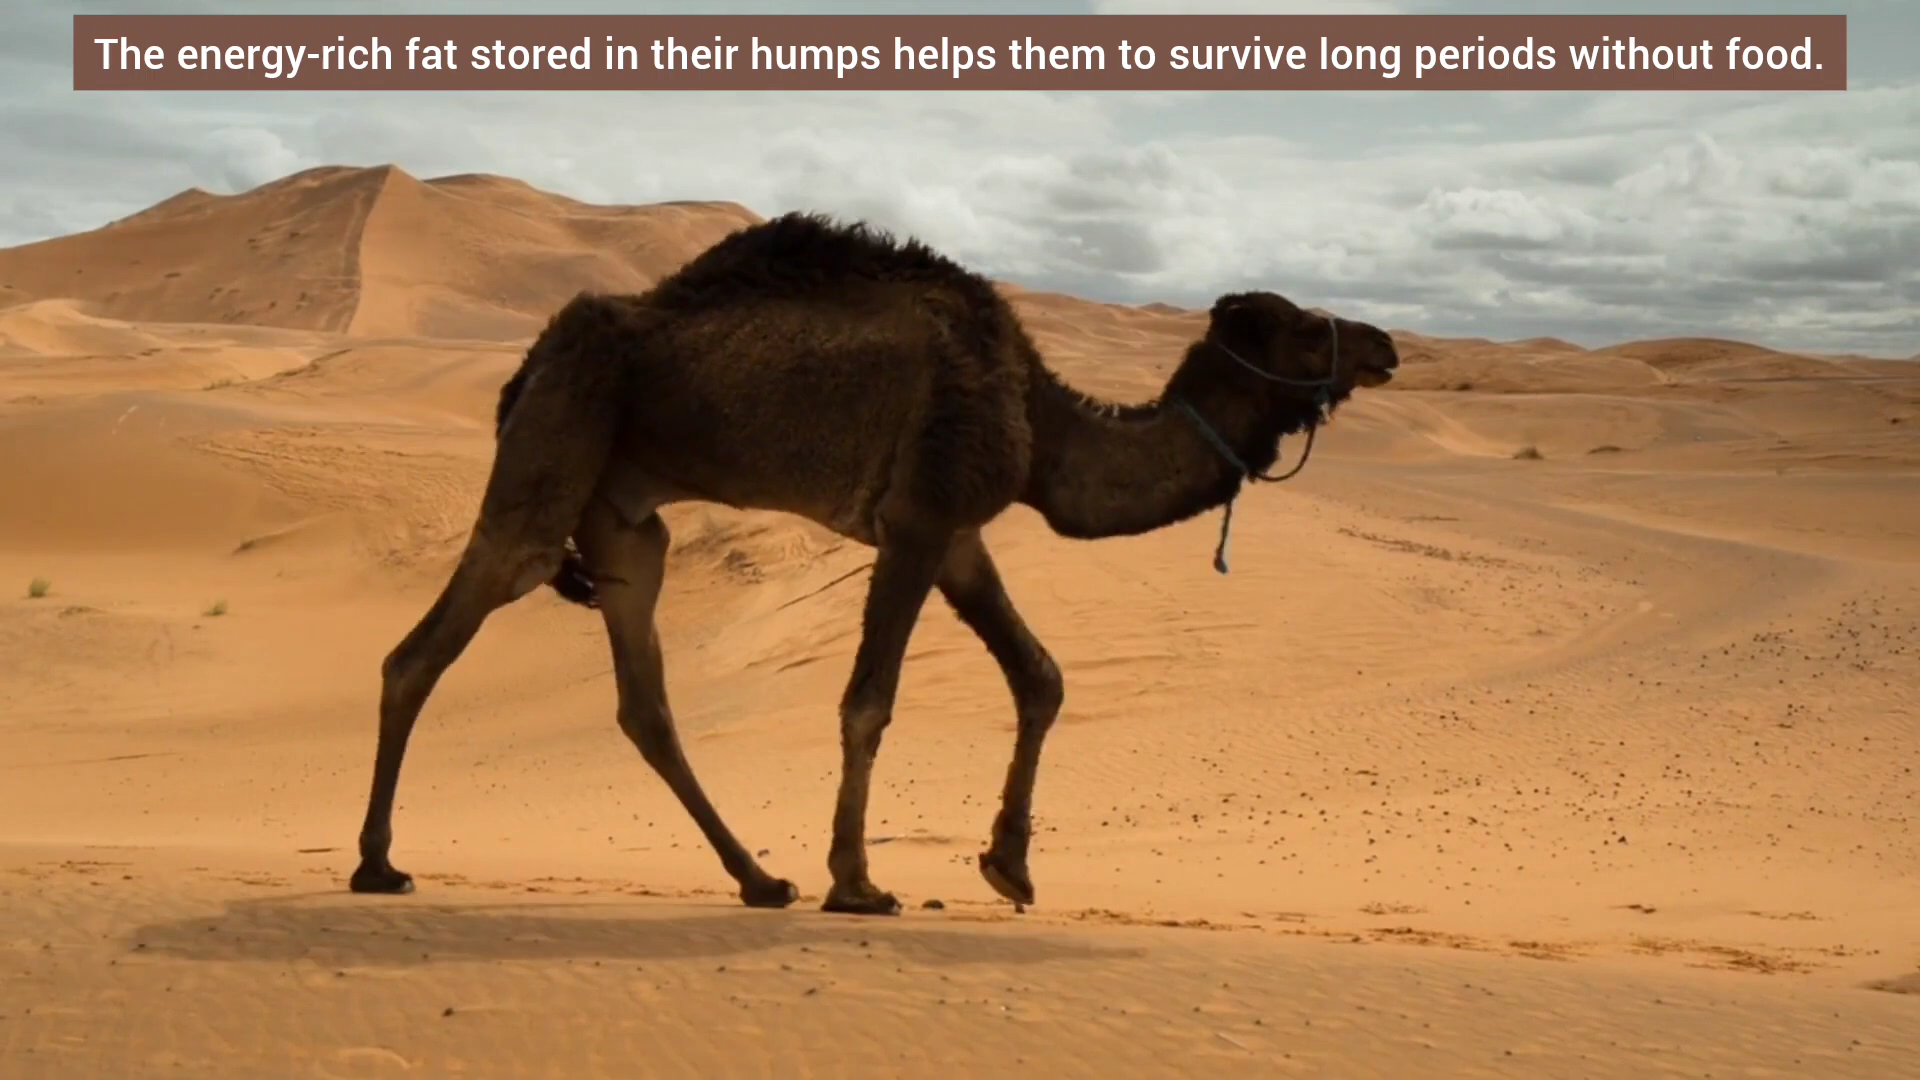 The energy-rich fat stored in their humps helps them to survive long periods without food.